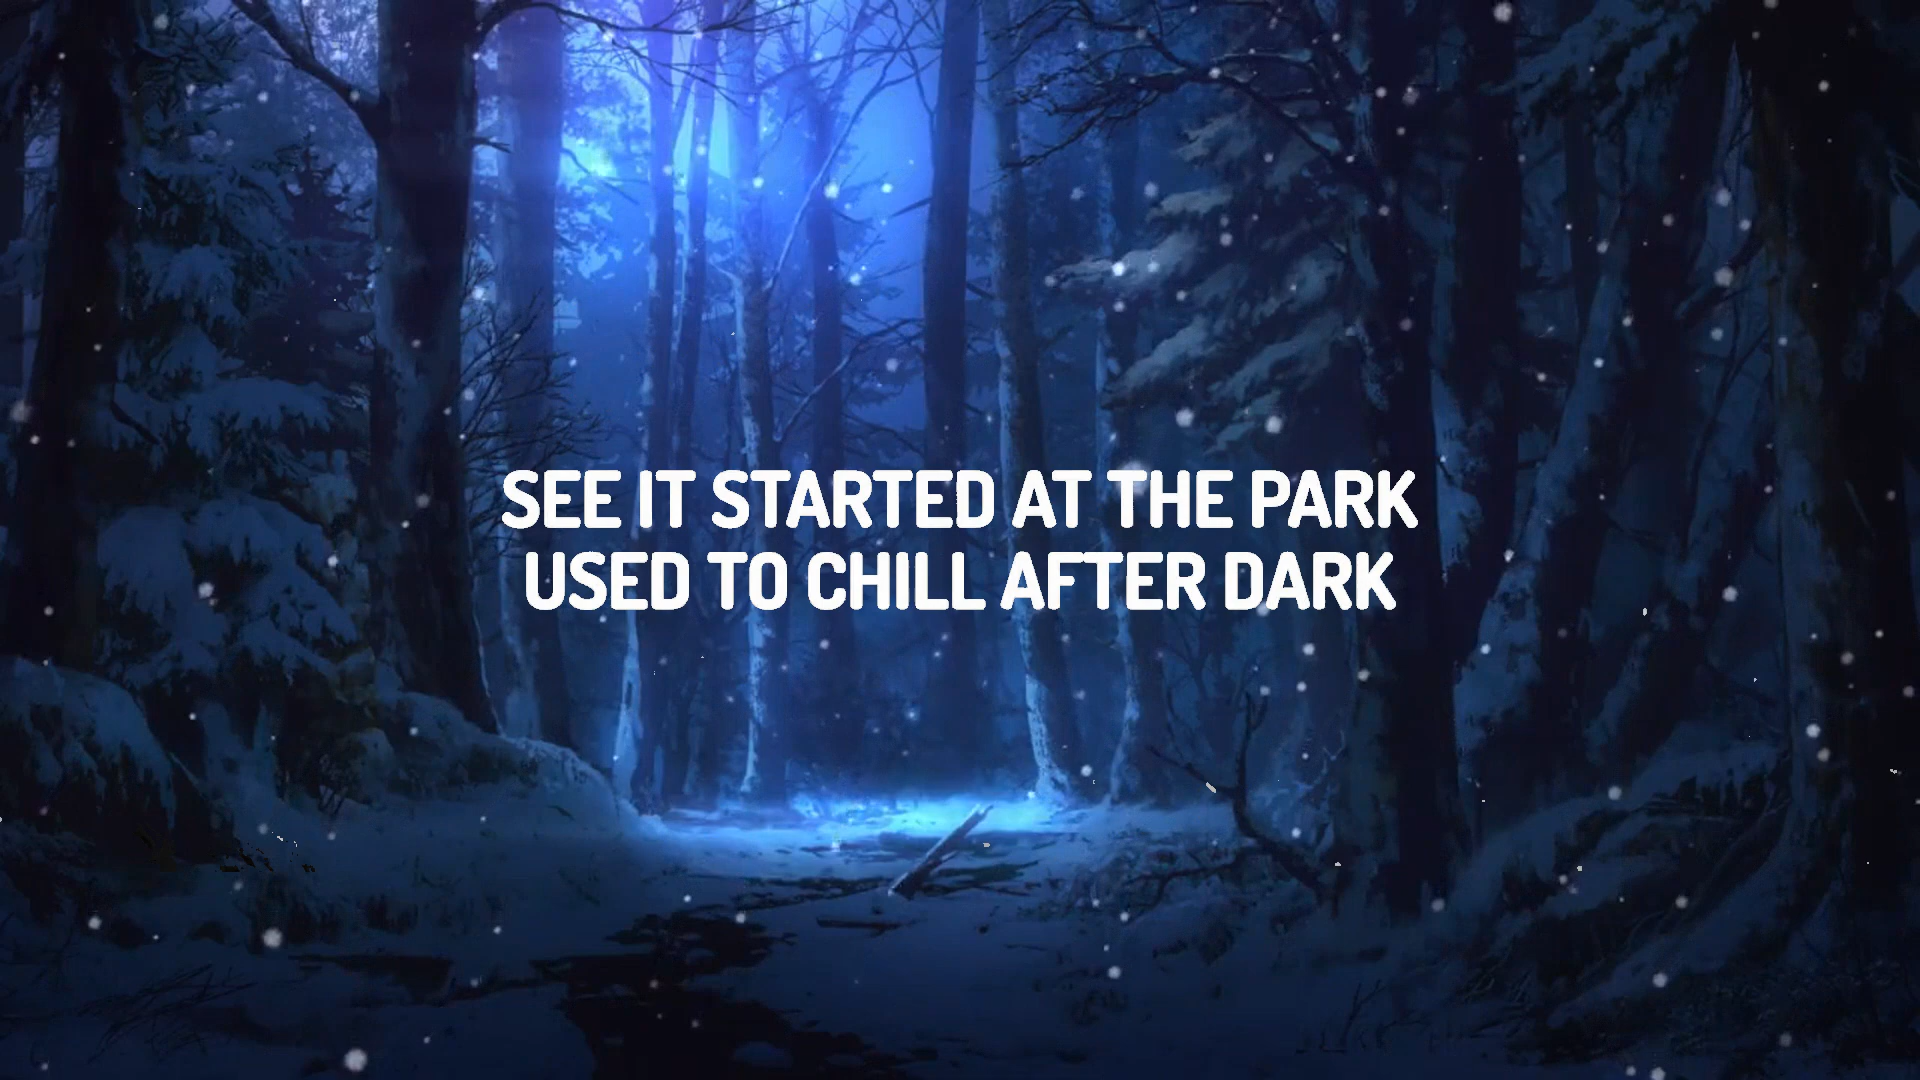 SEE IT STARTED AT THE PARK
USED TO CHILL AFTER DARK